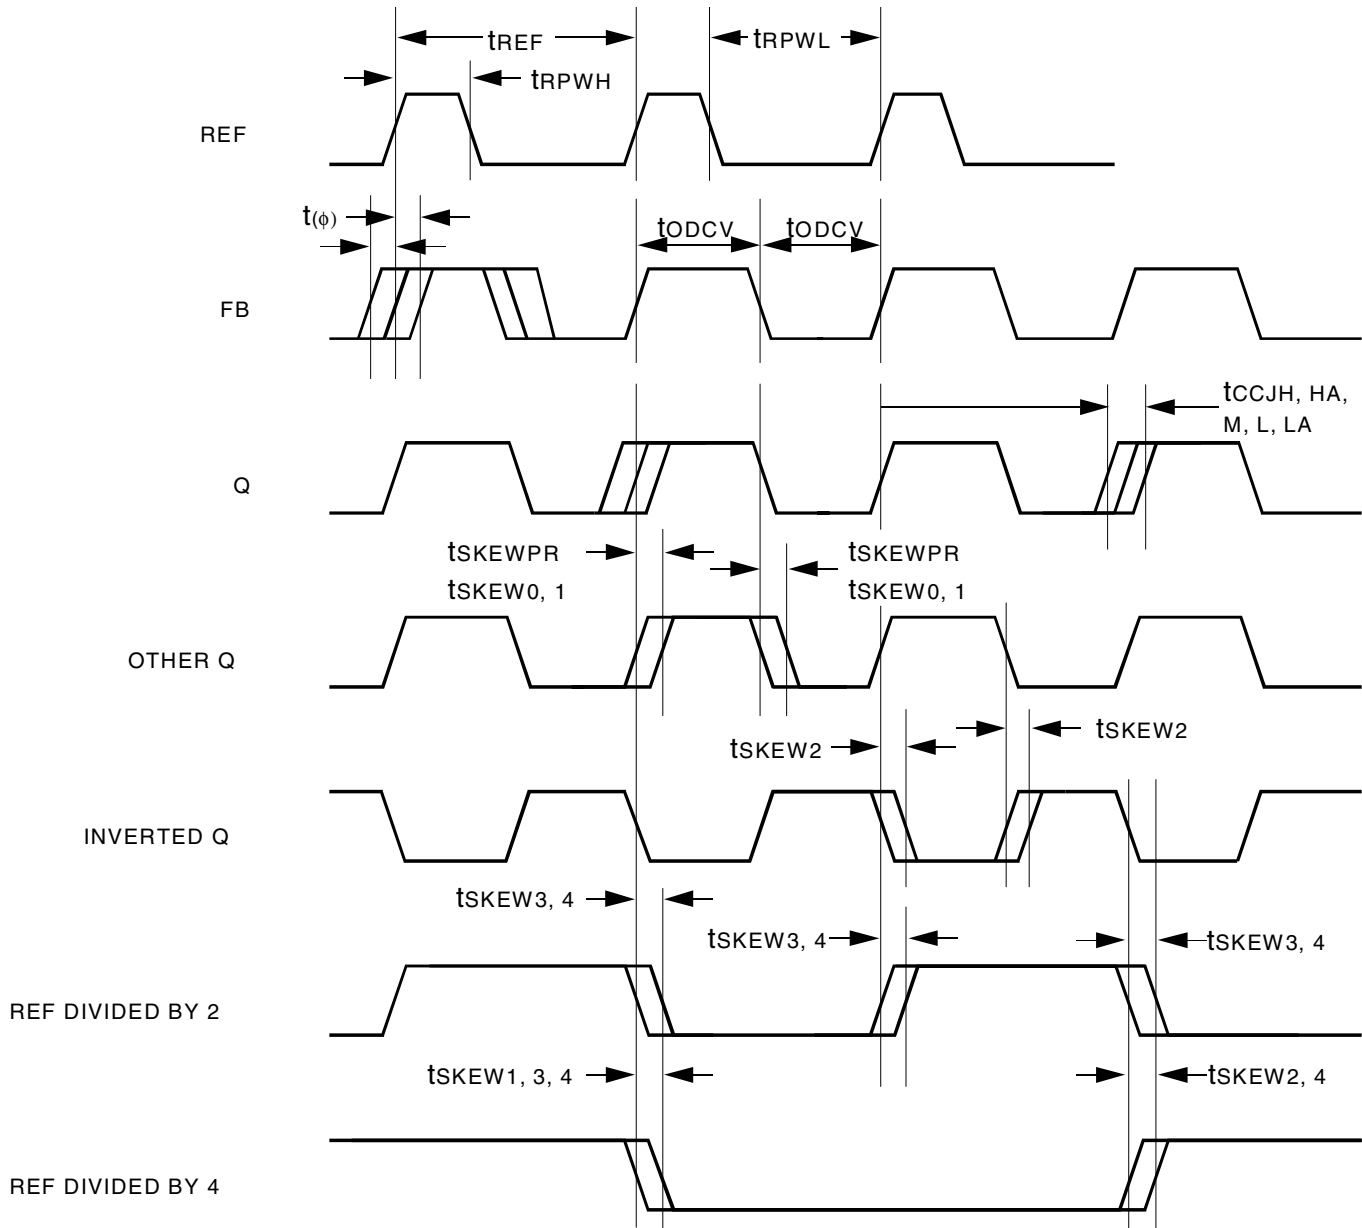 tREF
tRPWL
tRPWH
REF
t(ϕ)
tODCV
tODCV
FB
tCCJH, HA,
M, L, LA
Q
tSKEWPR
tSKEW0, 1
tSKEWPR
tSKEW0, 1
OTHER Q
tSKEW2
tSKEW2
INVERTED Q
tSKEW3, 4
tSKEW3, 4
tSKEW3, 4
REF DIVIDED BY 2
tSKEW1, 3, 4
tSKEW2, 4
REF DIVIDED BY 4